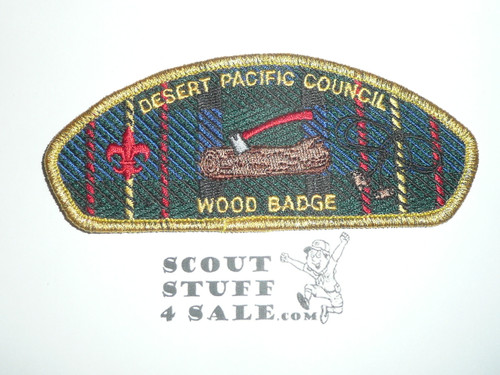 DESERT PACIFIC COUNCIL
WOOD BADGE
SCOUT
STUFF
4 SALE.COM